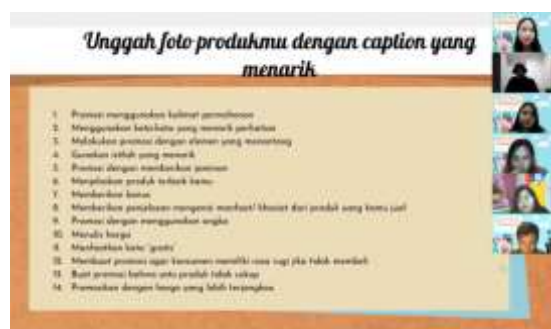 Unggah foto produkmu dengan caption yang
menarik
1. Promosi menggunakan kalimat permohonan
2. Menggunakan kata-kata yang menarik perhatian
3. Melakukan promosi dengan elemen yang menantang
4. Gunakan istilah yang menarik
5. Promosi dengan memberikan jaminan
6. Menjelaskan produk terbaik kamu
7. Memberikan bonus
8. Memberikan penjelasan mengenai manfaat/ khasiat dari produk yang kamu jual
9. Promosi dengan menggunakan angka
10. Menulis harga
11. Manfaatkan kata "gratis"
12. Membuat promosi agar konsumen memiliki rasa rugi jika tidak membeli
13. Buat promosi bahwa satu produk tidak cukup
14. Promosikan dengan harga yang lebih terjangkau